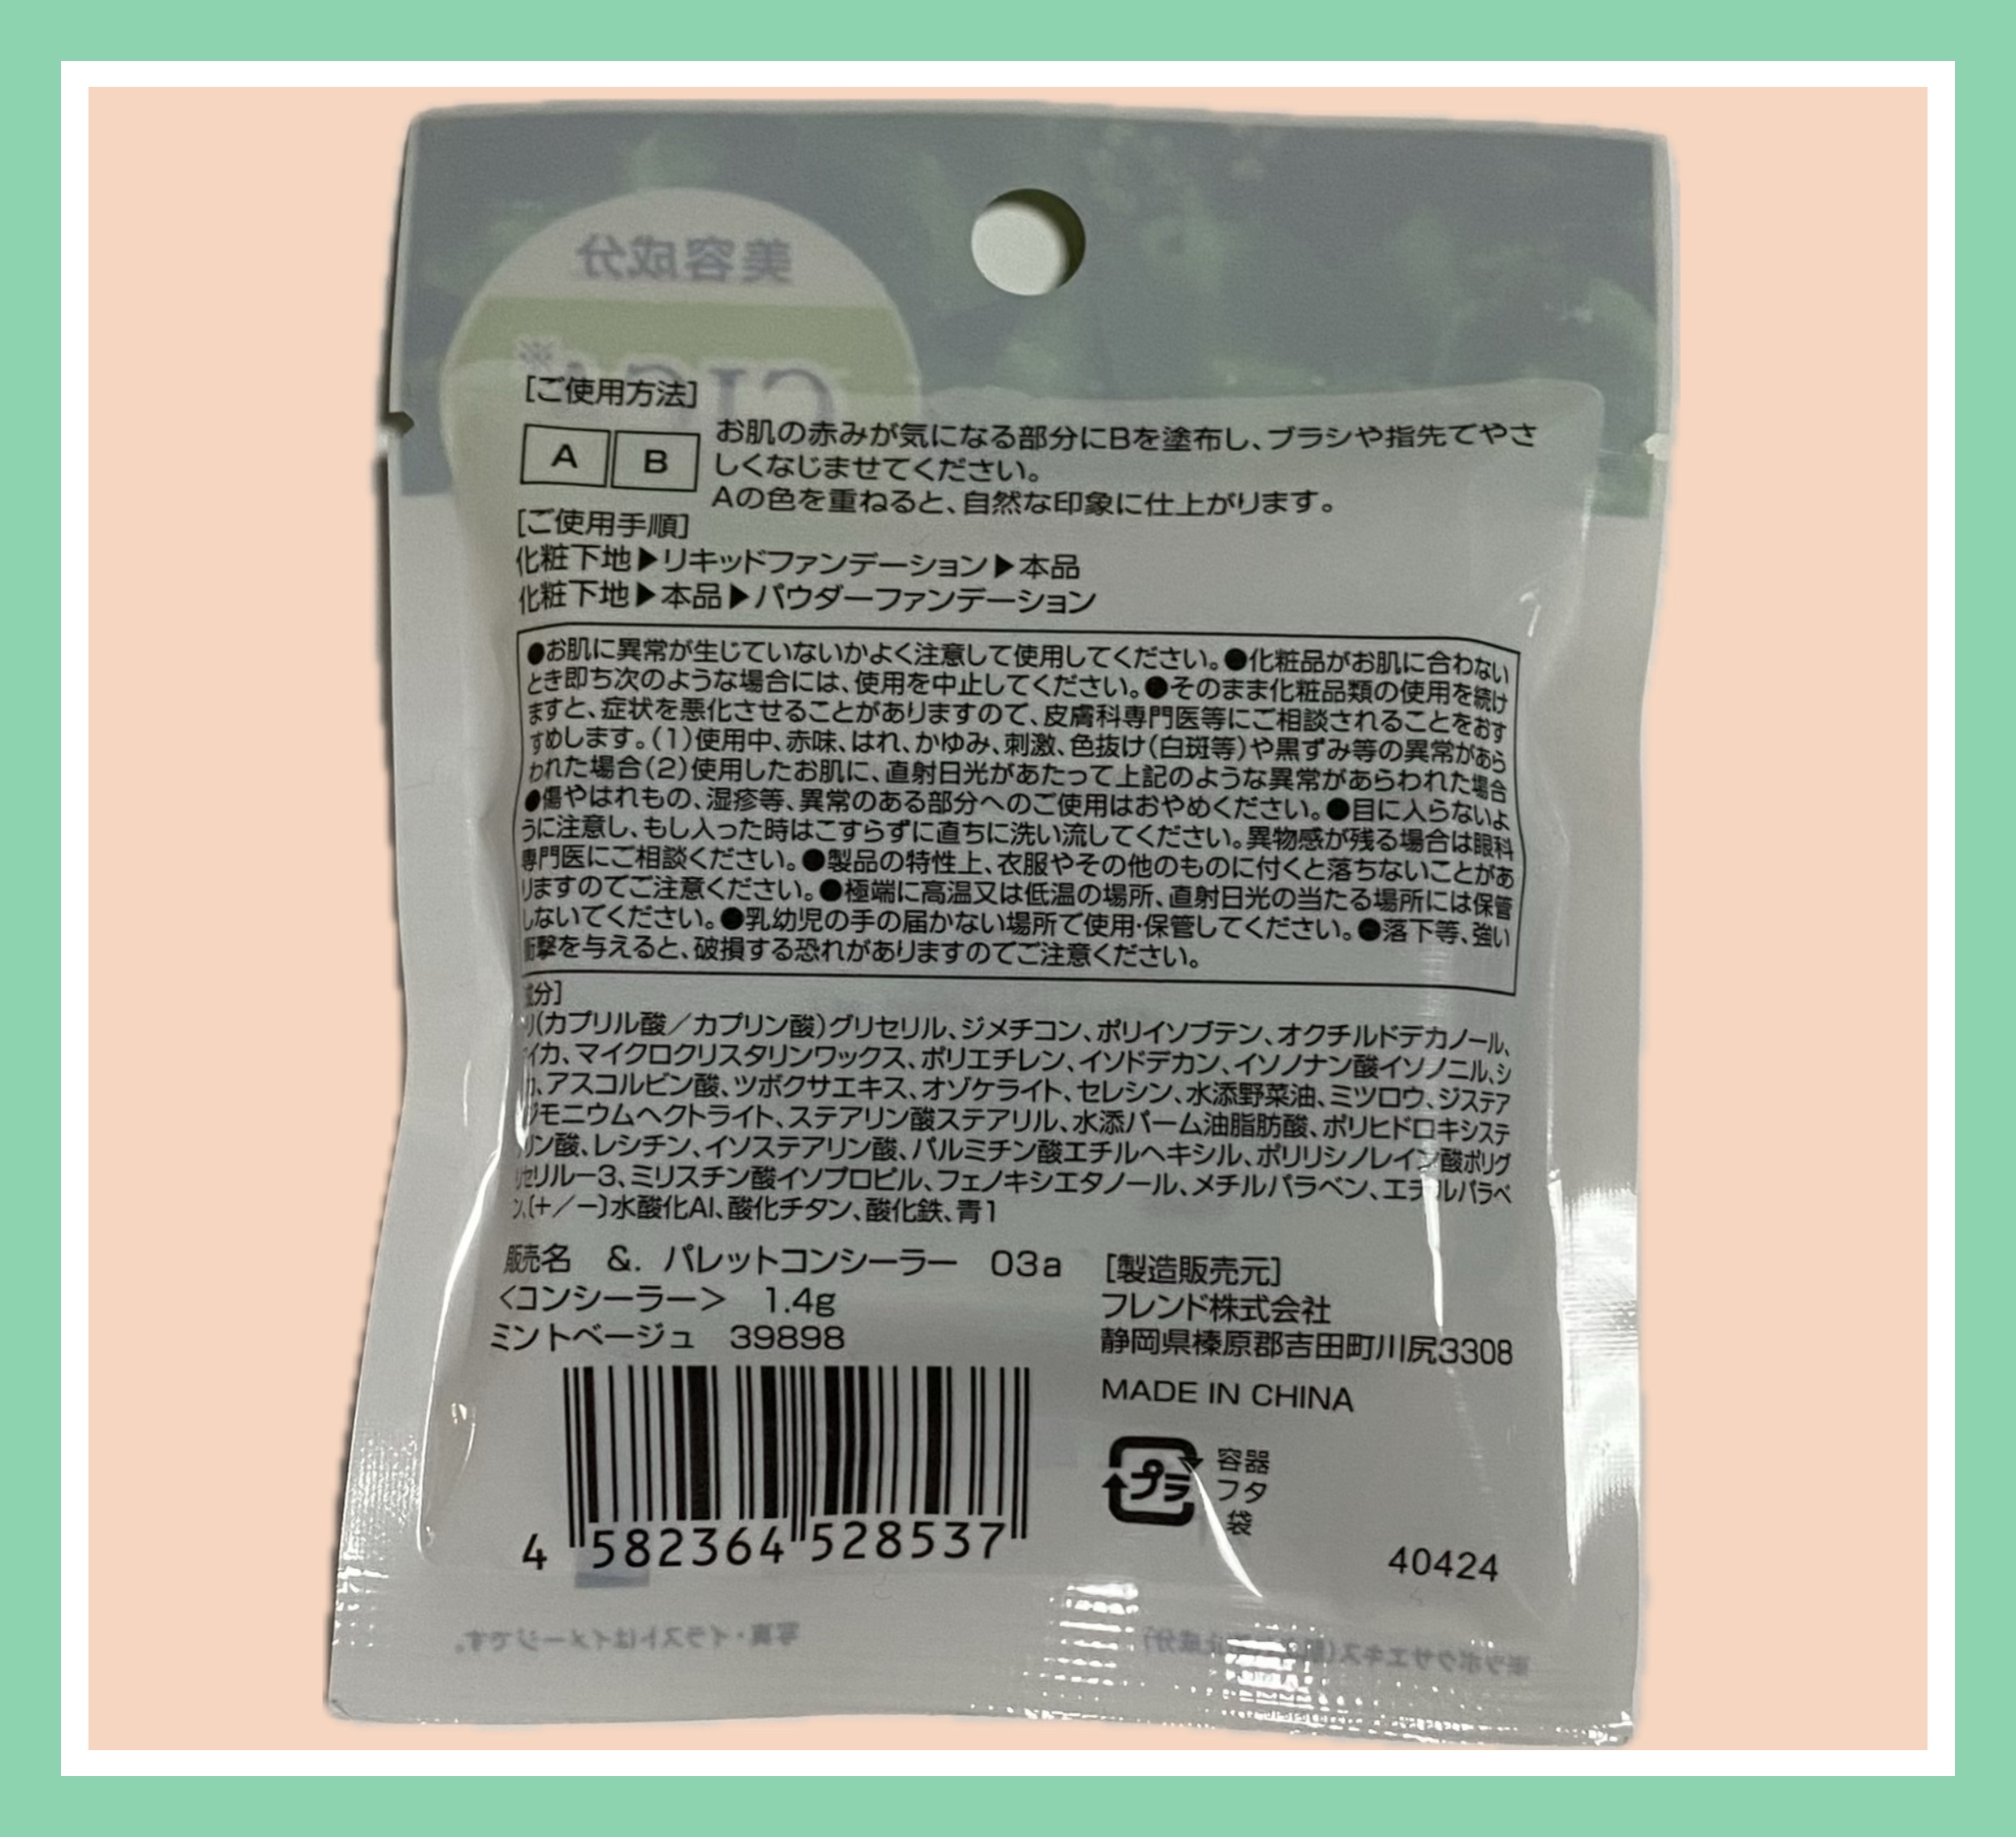 美容成分
CICA※
[ご使用方法]
A B
お肌の赤みが気になる部分にBを塗布し、ブラシや指先でやさ
しくなじませてください。
Aの色を重ねると、自然な印象に仕上がります。
[ご使用手順]
化粧下地▶リキッドファンデーション▶本品
化粧下地▶本品▶パウダーファンデーション
●お肌に異常が生じていないかよく注意して使用してください。●化粧品がお肌に合わない
とき即ち次のような場合には、使用を中止してください。●そのまま化粧品類の使用を続け
ますと、症状を悪化させることがありますので、皮膚科専門医等にご相談されることをおす
すめします。(1)使用中、赤味、はれ、かゆみ、刺激、色抜け(白斑等)や黒ずみ等の異常があら
われた場合(2)使用したお肌に、直射日光があたって上記のような異常があらわれた場合
●傷やはれもの、湿疹等、異常のある部分へのご使用はおやめください。●目に入らないよ
うに注意し、もし入った時はこすらずに直ちに洗い流してください。異物感が残る場合は眼科
専門医にご相談ください。●製品の特性上、衣服やその他のものに付くと落ちないことがあ
りますのでご注意ください。●極端に高温又は低温の場所、直射日光の当たる場所には保管
しないでください。●乳幼児の手の届かない場所で使用・保管してください。●落下等、強い
衝撃を与えると、破損する恐れがありますのでご注意ください。
成分]
リ(カプリル酸／カプリン酸)グリセリル、ジメチコン、ポリイソブテン、オクチルドデカノール、
イカ、マイクロクリスタリンワックス、ポリエチレン、イソドデカン、イソノナン酸イソノニル、シ
カ、アスコルビン酸、ツボクサエキス、オゾケライト、セレシン、水添野菜油、ミツロウ、ジステア
ジモニウムヘクトライト、ステアリン酸ステアリル、水添パーム油脂肪酸、ポリヒドロキシステ
リン酸、レシチン、イソステアリン酸、パルミチン酸エチルヘキシル、ポリリシノレイン酸ポリグ
リセリル－3、ミリスチン酸イソプロピル、フェノキシエタノール、メチルパラベン、エチルパラベ
ン、[+／－]水酸化Al、酸化チタン、酸化鉄、青1
販売名 &. パレットコンシーラー 03a
<コンシーラー> 1.4g
ミントベージュ 39898
[製造販売元]
フレンド株式会社
静岡県榛原郡吉田町川尻3308
MADE IN CHINA
プラ
容器
フタ
袋
4 582364 528537
40424
写真・イラストはイメージです。